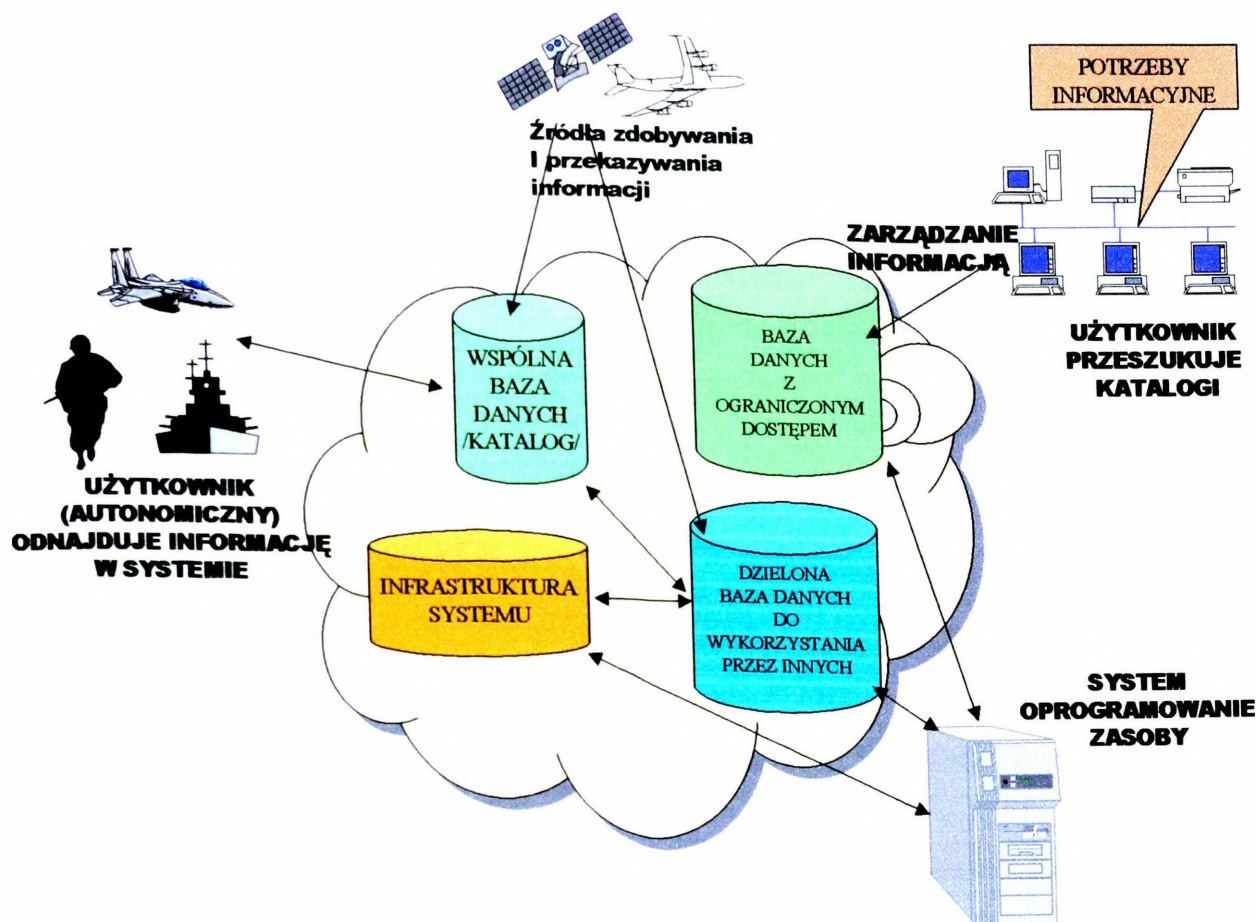 Źródła zdobywania
I przekazywania
informacji
POTRZEBY
INFORMACYJNE
ZARZĄDZANIE
INFORMACJĄ
UŻYTKOWNIK
PRZESZUKUJE
KATALOGI
WSPÓLNA
BAZA
DANYCH
/KATALOG/
BAZA
DANYCH
Z
OGRANICZONYM
DOSTĘPEM
UŻYTKOWNIK
(AUTONOMICZNY)
ODNAJDUJE INFORMACJĘ
W SYSTEMIE
INFRASTRUKTURA
SYSTEMU
DZIELONA
BAZA DANYCH
DO
WYKORZYSTANIA
PRZEZ INNYCH
SYSTEM
OPROGRAMOWANIE
ZASOBY